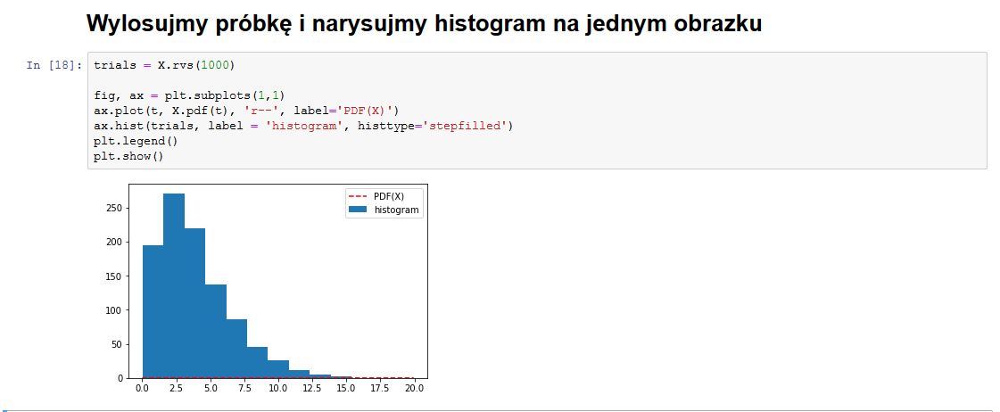 Wylosujmy próbkę i narysujmy histogram na jednym obrazku
In [18]: trials = X.rvs(1000)
fig, ax = plt.subplots(1,1)
ax.plot(t, X.pdf(t), 'r--', label='PDF(X)')
ax.hist(trials, label = 'histogram', histtype='stepfilled')
plt.legend()
plt.show()
PDF(X)
histogram
250
200
150
100
50
0
0.0 2.5 5.0 7.5 10.0 12.5 15.0 17.5 20.0